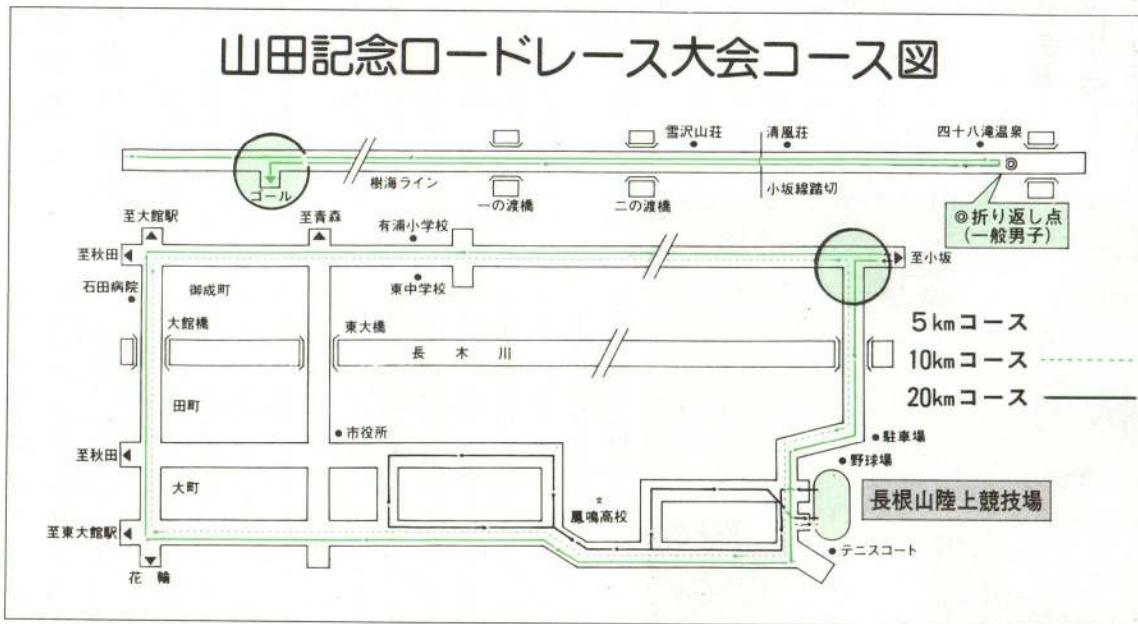 山田記念ロードレース大会コース図
雪沢山荘
清風荘
四十八滝温泉
ゴール
樹海ライン
一の渡橋
二の渡橋
小坂線踏切
◎折り返し点
(一般男子)
至大館駅
至青森
有浦小学校
至秋田
至小坂
石田病院
御成町
東中学校
大館橋
東大橋
長木川
5kmコース
10kmコース
20kmコース
田町
市役所
駐車場
至秋田
野球場
大町
文
鳳鳴高校
長根山陸上競技場
至東大館駅
テニスコート
花輪